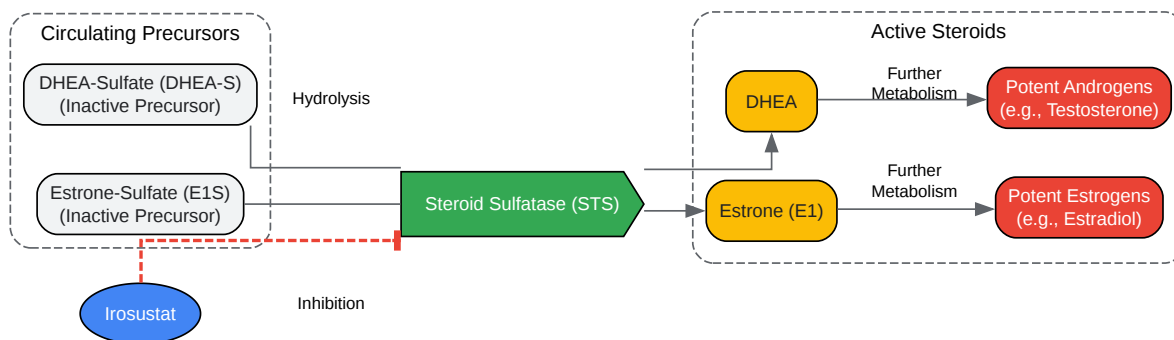 Circulating Precursors
DHEA-Sulfate (DHEA-S)
(Inactive Precursor)
Estrone-Sulfate (E1S)
(Inactive Precursor)
Hydrolysis
Steroid Sulfatase (STS)
Irosustat
Inhibition
Active Steroids
DHEA
Further
Metabolism
Potent Androgens
(e.g., Testosterone)
Estrone (E1)
Further
Metabolism
Potent Estrogens
(e.g., Estradiol)